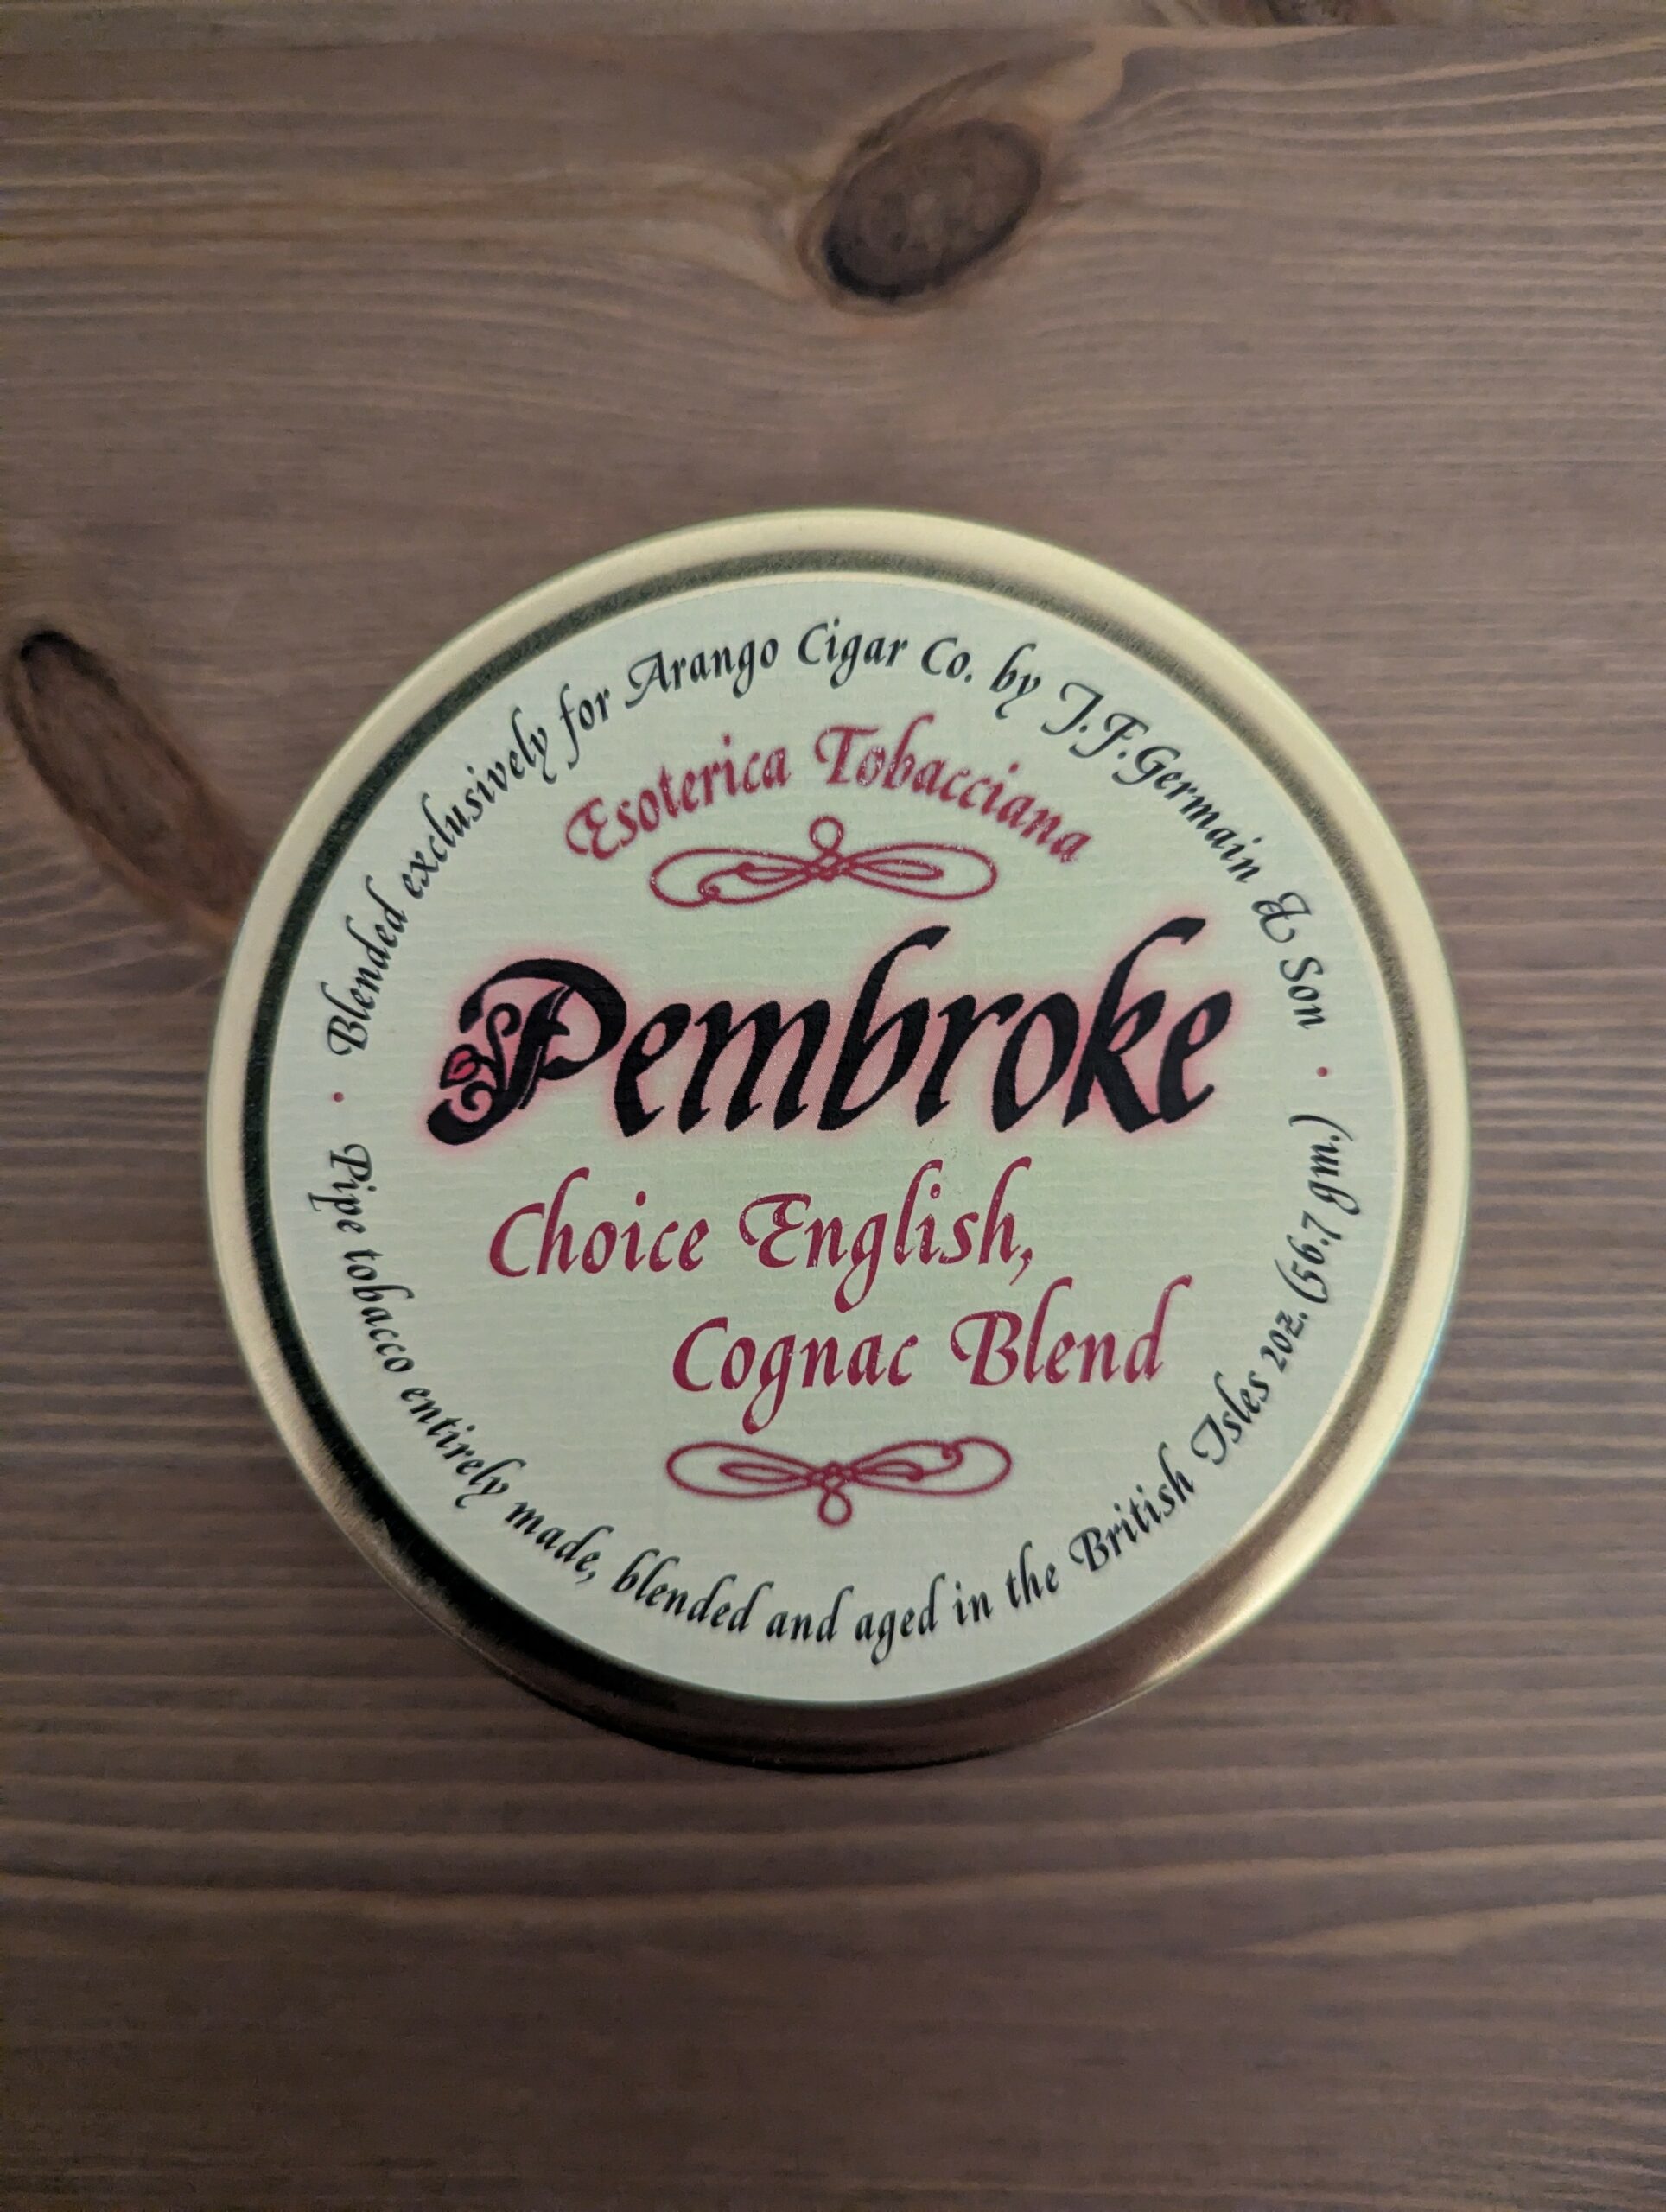 Blended exclusively for Arango Cigar Co. by J.F.Germain & Son
Esoterica Tobacciana
Pembroke
Choice English,
Cognac Blend
Pipe tobacco entirely made, blended and aged in the British Isles 2oz. (56.7 gm.)